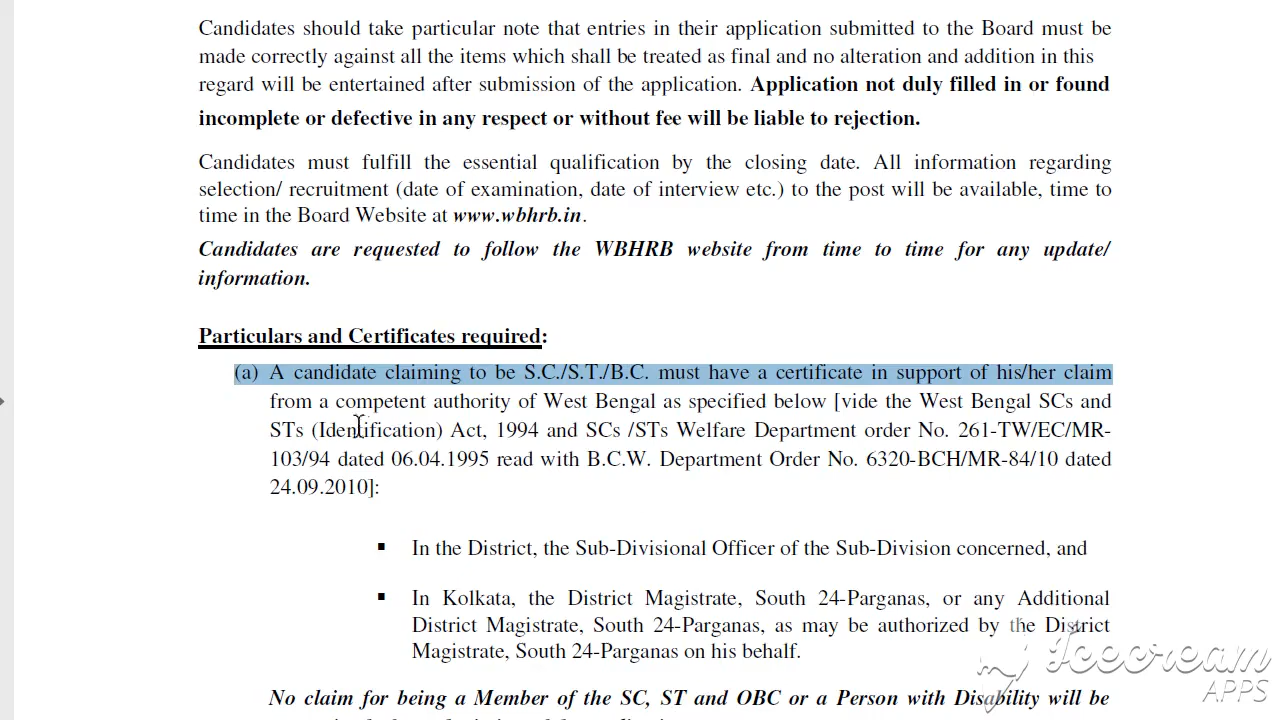 Candidates should take particular note that entries in their application submitted to the Board must be
made correctly against all the items which shall be treated as final and no alteration and addition in this
regard will be entertained after submission of the application. Application not duly filled in or found
incomplete or defective in any respect or without fee will be liable to rejection.
Candidates must fulfill the essential qualification by the closing date. All information regarding
selection/ recruitment (date of examination, date of interview etc.) to the post will be available, time to
time in the Board Website at www.wbhrb.in.
Candidates are requested to follow the WBHRB website from time to time for any update/
information.
Particulars and Certificates required:
(a) A candidate claiming to be S.C./S.T./B.C. must have a certificate in support of his/her claim
from a competent authority of West Bengal as specified below [vide the West Bengal SCs and
STs (Identification) Act, 1994 and SCs /STs Welfare Department order No. 261-TW/EC/MR-
103/94 dated 06.04.1995 read with B.C.W. Department Order No. 6320-BCH/MR-84/10 dated
24.09.2010]:
▪ In the District, the Sub-Divisional Officer of the Sub-Division concerned, and
▪ In Kolkata, the District Magistrate, South 24-Parganas, or any Additional
District Magistrate, South 24-Parganas, as may be authorized by the District
Magistrate, South 24-Parganas on his behalf.
Icecream
APPS
No claim for being a Member of the SC, ST and OBC or a Person with Disability will be